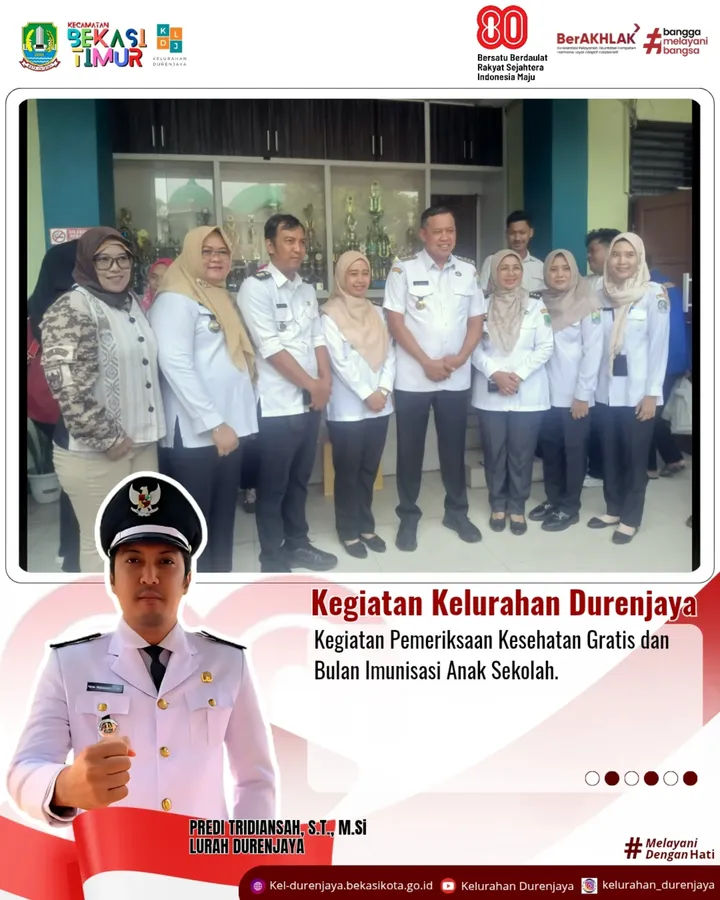 KECAMATAN
BEKASI
TIMUR
K L
D J
KELURAHAN
DURENJAYA
80
Bersatu Berdaulat
Rakyat Sejahtera
Indonesia Maju
BerAKHLAK
#bangga
melayani
bangsa
Kegiatan Kelurahan Durenjaya
Kegiatan Pemeriksaan Kesehatan Gratis dan
Bulan Imunisasi Anak Sekolah.
PREDI TRIDIANSAH, S.T., M.Si
LURAH DURENJAYA
#Melayani
DenganHati
Kel-durenjaya.bekasikota.go.id Kelurahan Durenjaya kelurahan_durenjaya